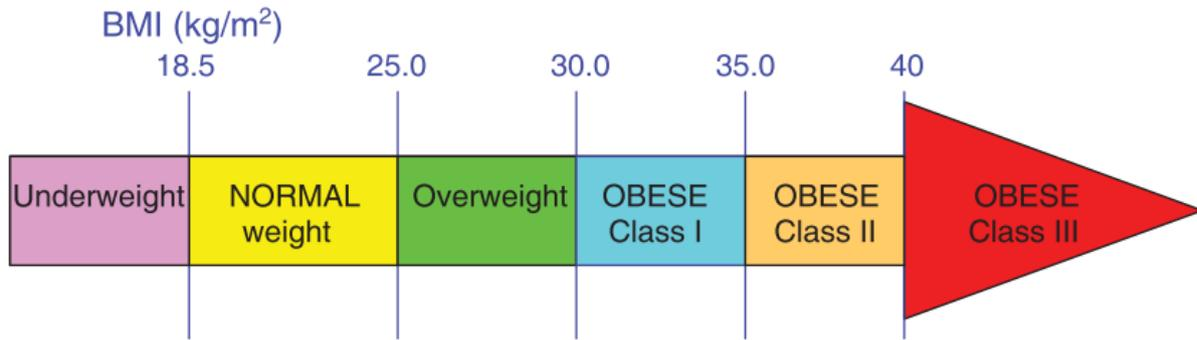 BMI (kg/m²)
18.5 25.0 30.0 35.0 40
Underweight
NORMAL
weight
Overweight
OBESE
Class I
OBESE
Class II
OBESE
Class III